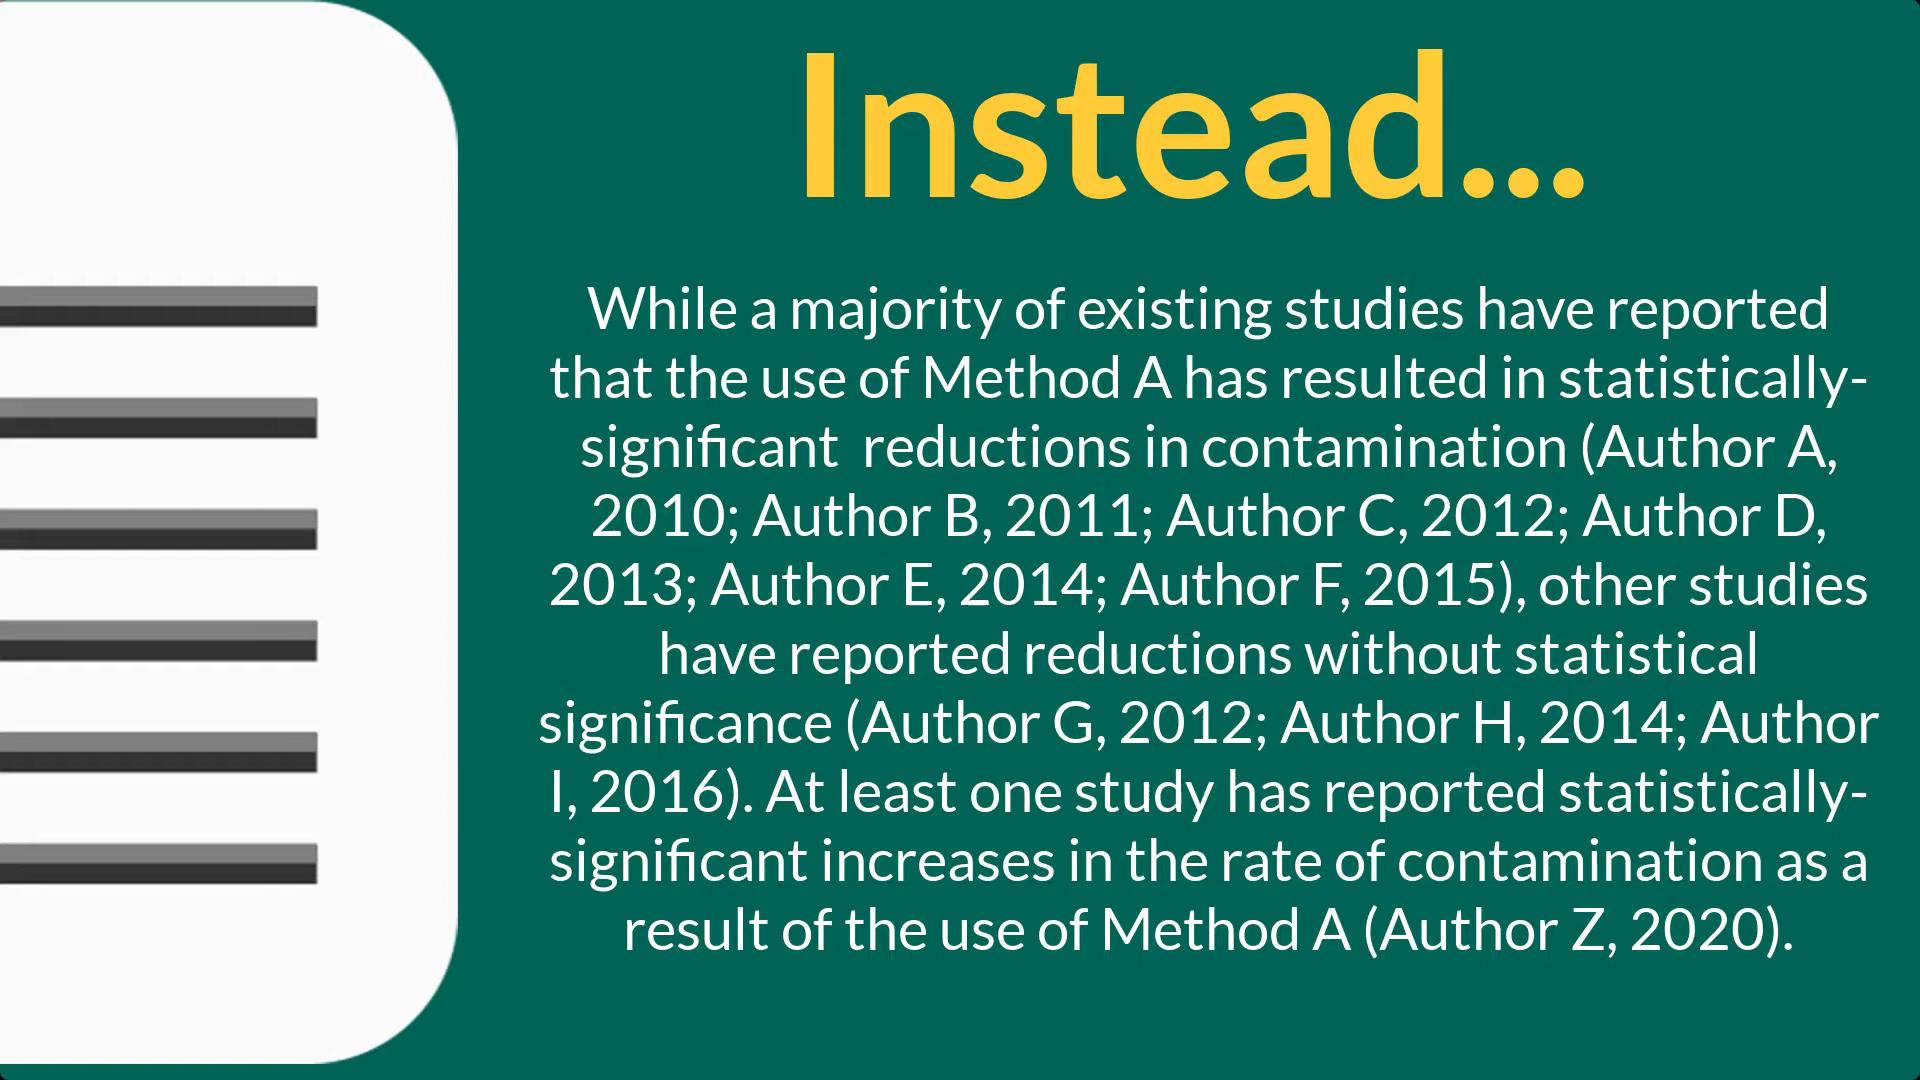 Instead...
While a majority of existing studies have reported
that the use of Method A has resulted in statistically-
significant  reductions in contamination (Author A,
2010; Author B, 2011; Author C, 2012; Author D,
2013; Author E, 2014; Author F, 2015), other studies
have reported reductions without statistical
significance (Author G, 2012; Author H, 2014; Author
I, 2016). At least one study has reported statistically-
significant increases in the rate of contamination as a
result of the use of Method A (Author Z, 2020).